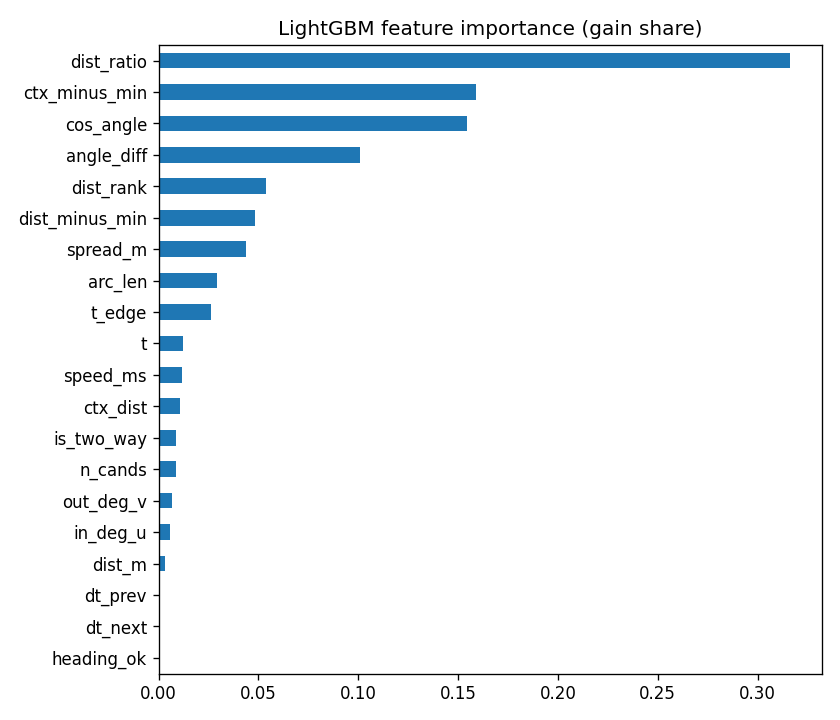 LightGBM feature importance (gain share)
dist_ratio
ctx_minus_min
cos_angle
angle_diff
dist_rank
dist_minus_min
spread_m
arc_len
t_edge
t
speed_ms
ctx_dist
is_two_way
n_cands
out_deg_v
in_deg_u
dist_m
dt_prev
dt_next
heading_ok
0.00 0.05 0.10 0.15 0.20 0.25 0.30